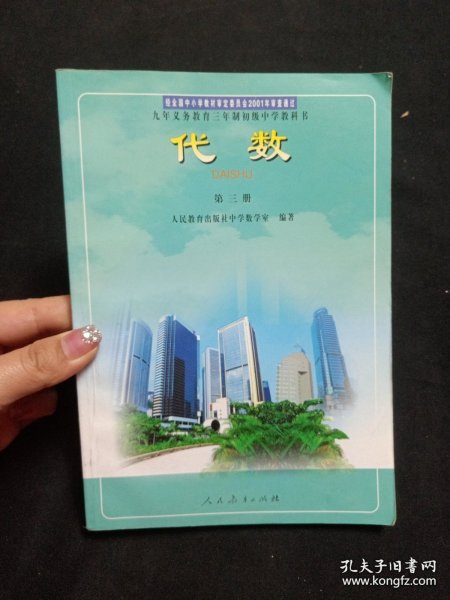 经全国中小学教材审定委员会2001年审查通过
九年义务教育三年制初级中学教科书
代数
DAISHU
第三册
人民教育出版社中学数学室 编著
人民教育出版社
孔夫子旧书网
www.kongfz.com